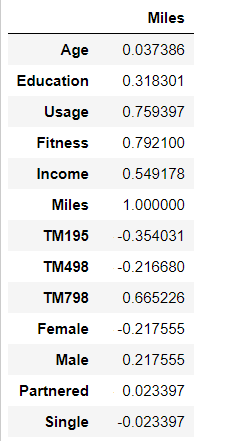 Miles
Age 0.037386
Education 0.318301
Usage 0.759397
Fitness 0.792100
Income 0.549178
Miles 1.000000
TM195 -0.354031
TM498 -0.216680
TM798 0.665226
Female -0.217555
Male 0.217555
Partnered 0.023397
Single -0.023397